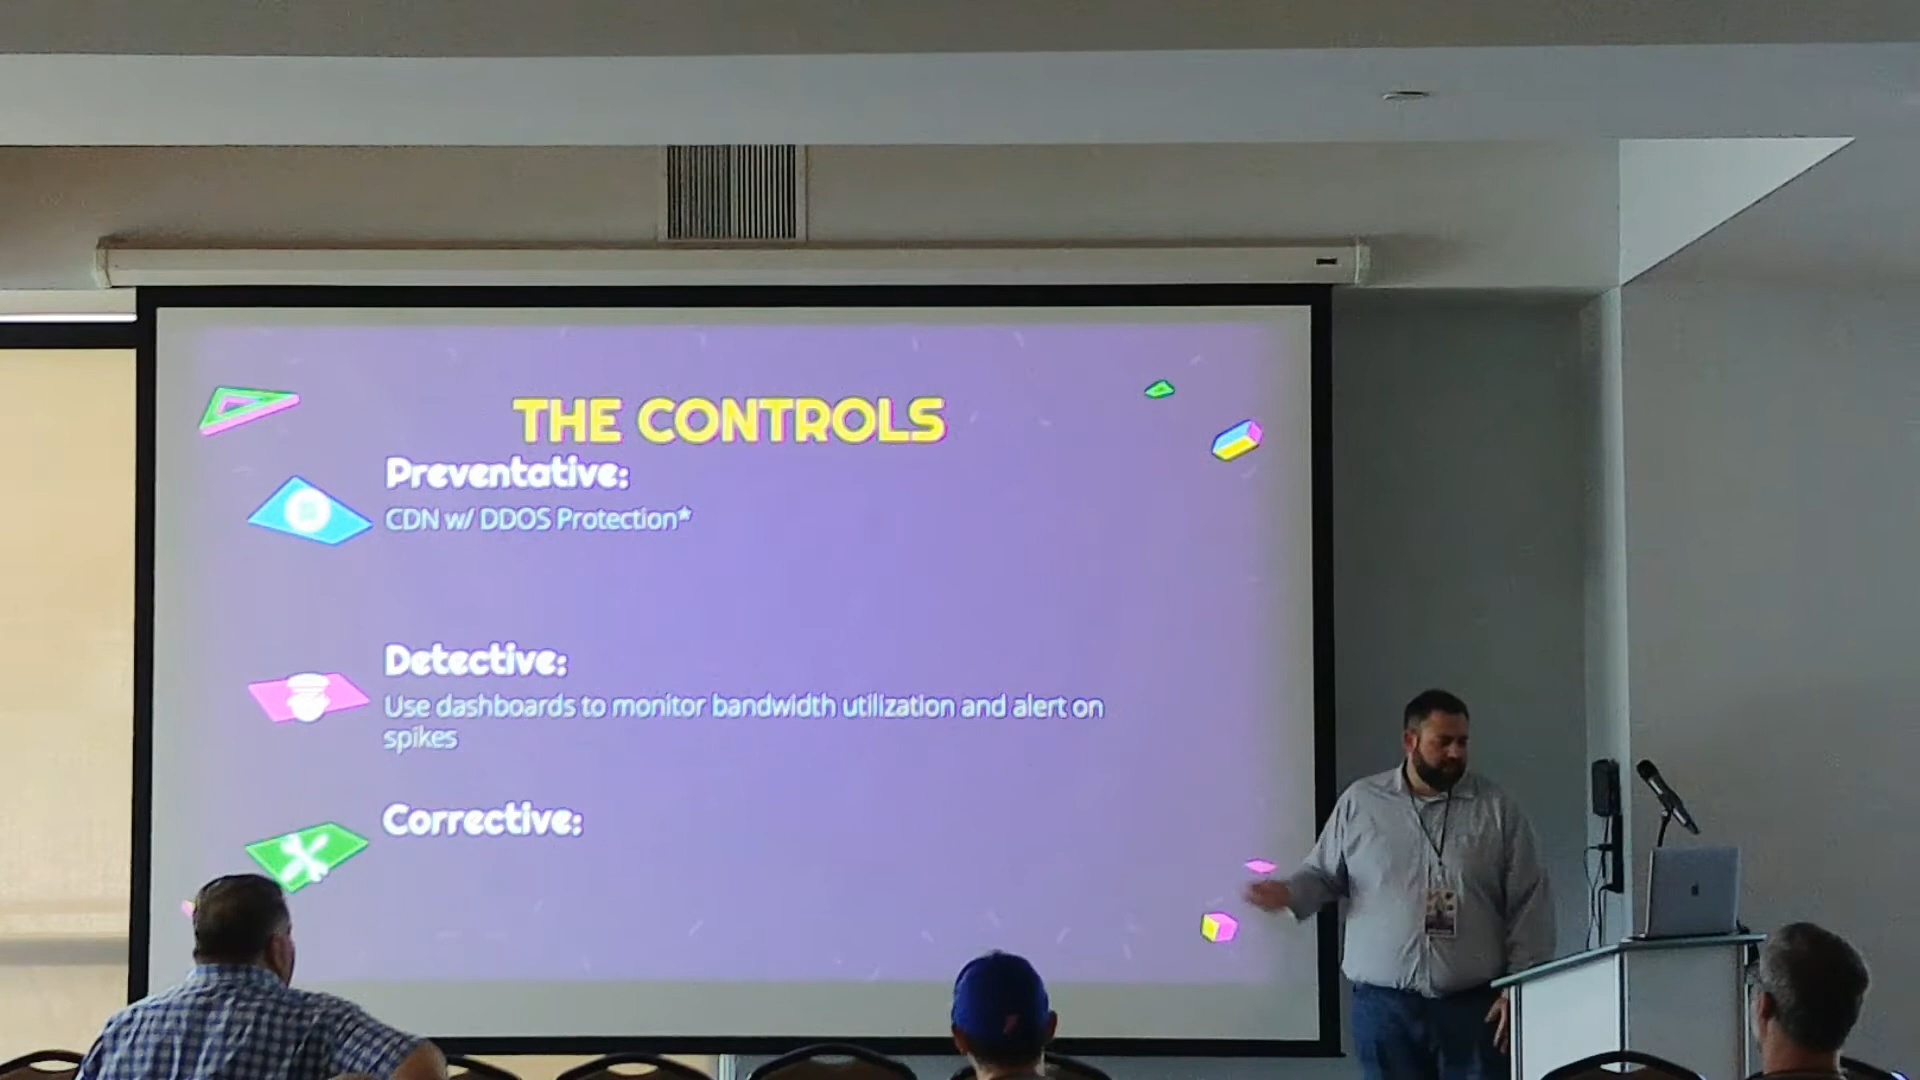 THE CONTROLS
Preventative:
CDN w/ DDOS Protection*
Detective:
Use dashboards to monitor bandwidth utilization and alert on
spikes
Corrective: